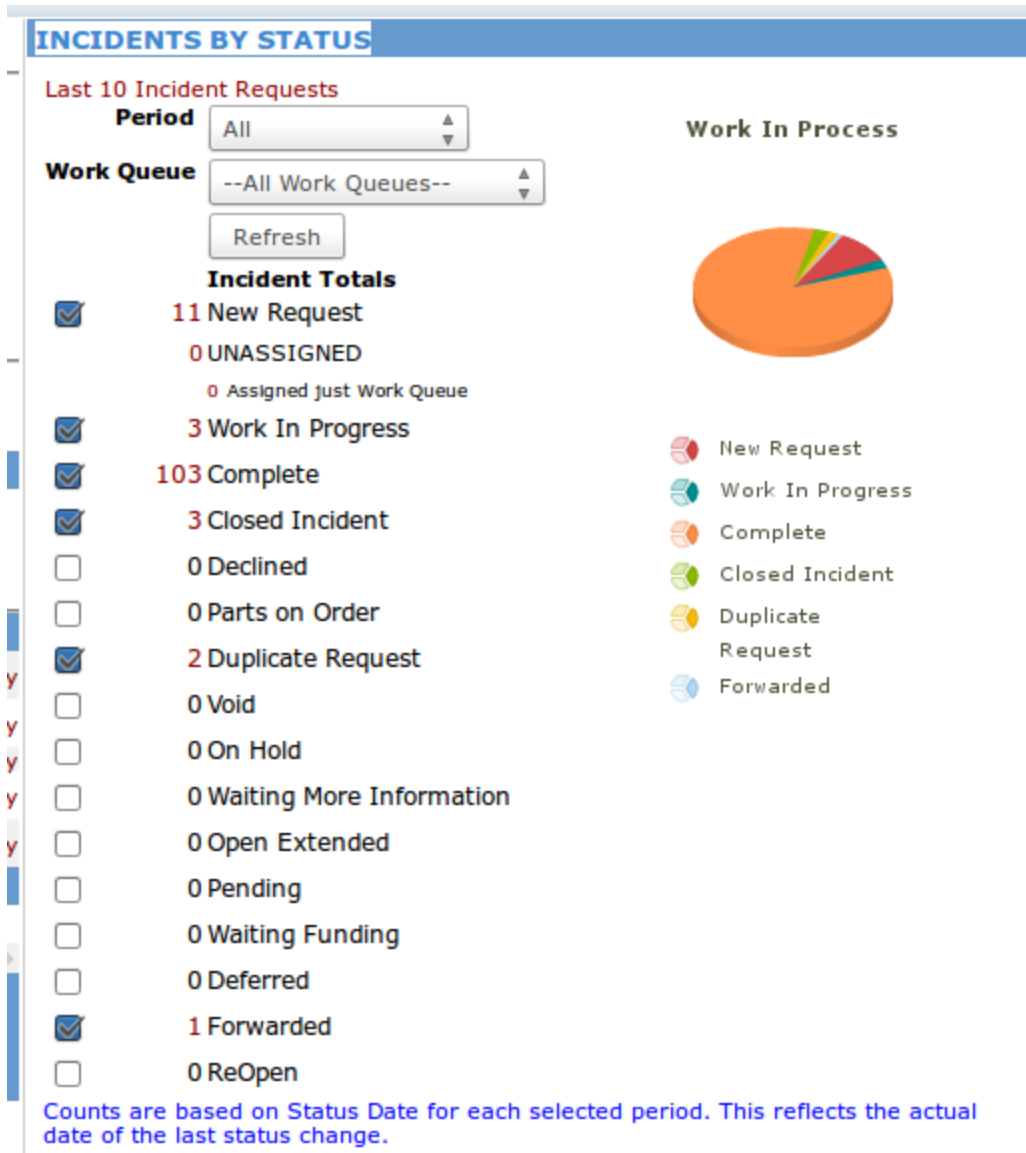 INCIDENTS BY STATUS
Last 10 Incident Requests
Period All
Work Queue --All Work Queues--
Refresh
Incident Totals
11 New Request
0 UNASSIGNED
0 Assigned just Work Queue
3 Work In Progress
103 Complete
3 Closed Incident
0 Declined
0 Parts on Order
2 Duplicate Request
0 Void
0 On Hold
0 Waiting More Information
0 Open Extended
0 Pending
0 Waiting Funding
0 Deferred
1 Forwarded
0 ReOpen
Counts are based on Status Date for each selected period. This reflects the actual
date of the last status change.
Work In Process
New Request
Work In Progress
Complete
Closed Incident
Duplicate
Request
Forwarded
y
y
y
y
y